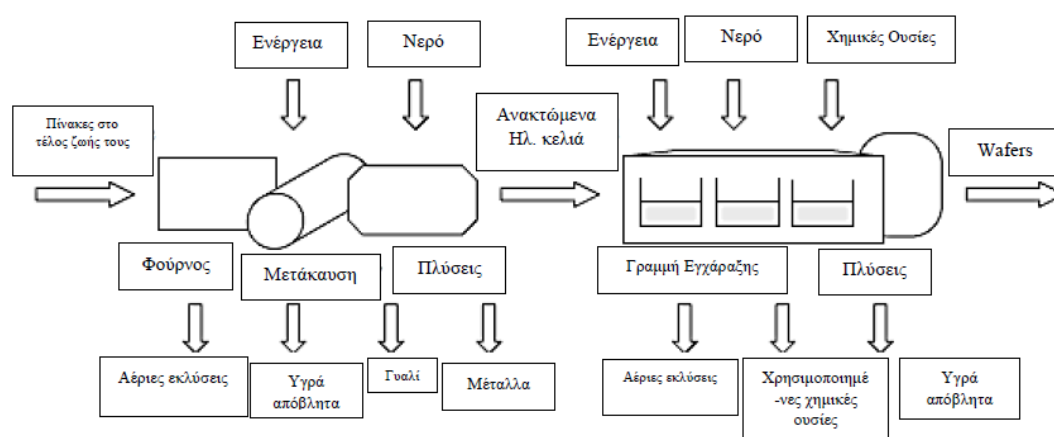 Ενέργεια
Νερό
Ενέργεια
Νερό
Χημικές Ουσίες
Πίνακες στο
τέλος ζωής τους
Ανακτώμενα
Ηλ. κελιά
Wafers
Φούρνος
Μετάκαυση
Πλύσεις
Γραμμή Εγχάραξης
Πλύσεις
Αέριες εκλύσεις
Υγρά
απόβλητα
Γυαλί
Μέταλλα
Αέριες εκλύσεις
Χρησιμοποιημέ
-νες χημικές
ουσίες
Υγρά
απόβλητα